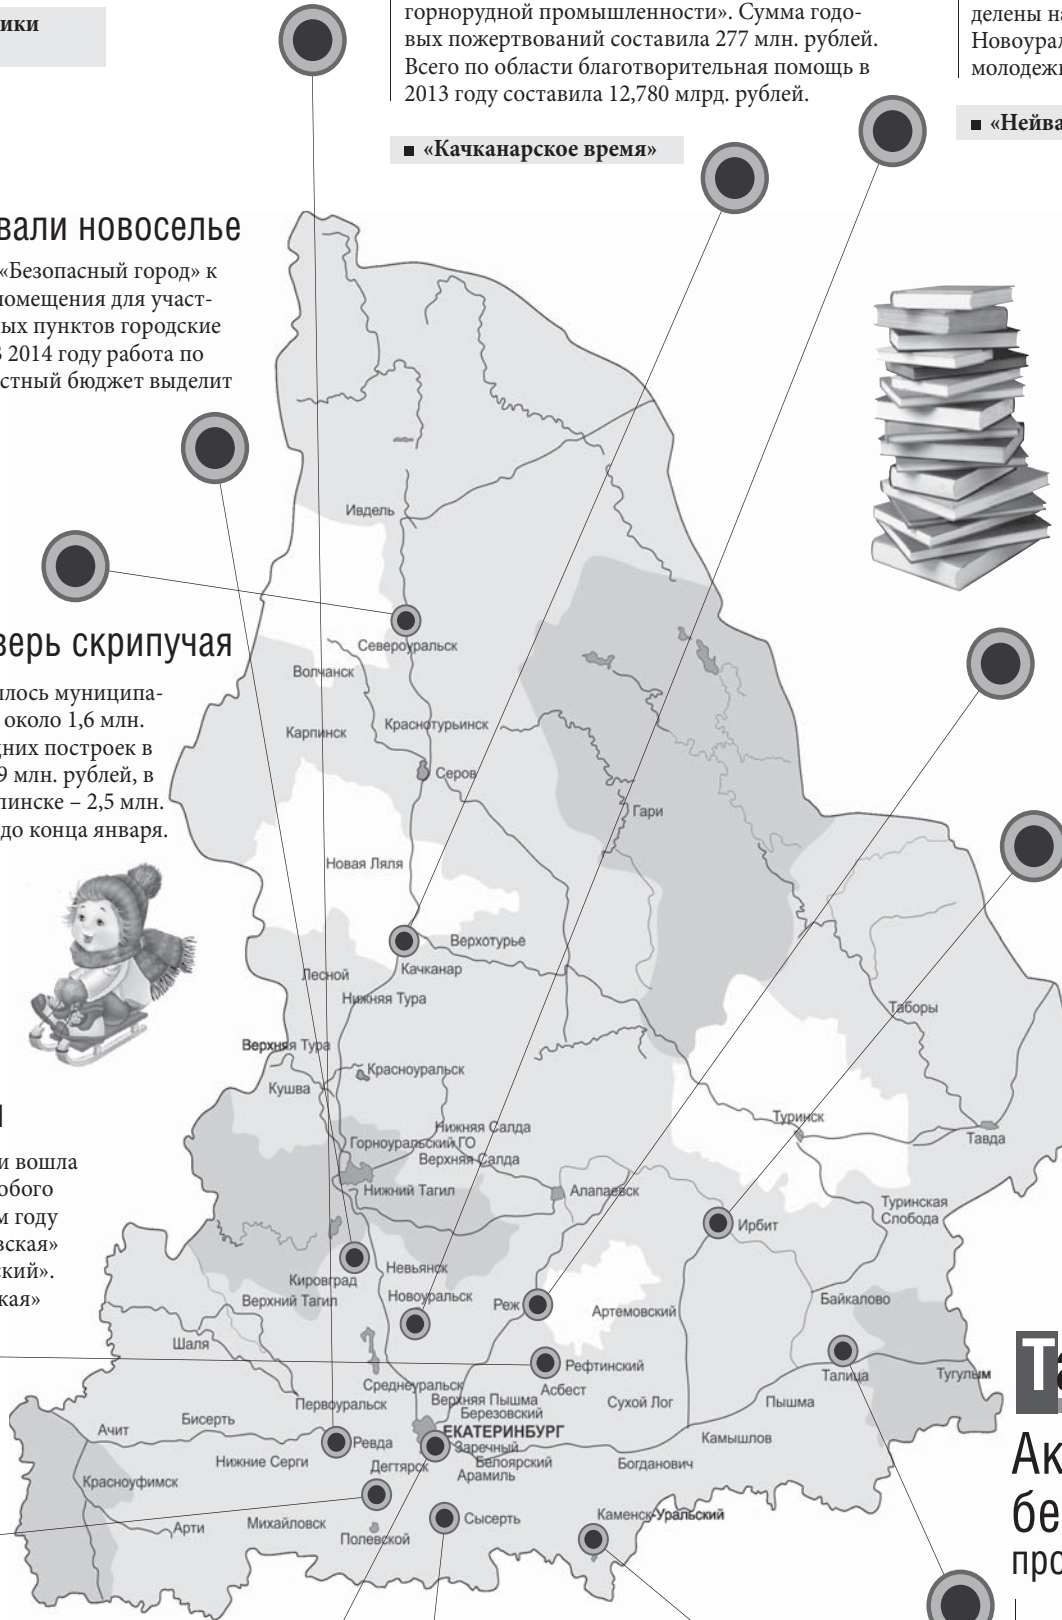 ики
горнорудной промышленности». Сумма годо-
вых пожертвований составила 277 млн. рублей.
Всего по области благотворительная помощь в
2013 году составила 12,780 млрд. рублей.
■ «Качканарское время»
делены на
Новоурал
молодежи
■ «Нейва
вали новоселье
«Безопасный город» к
помещения для участ-
ых пунктов городские
В 2014 году работа по
стный бюджет выделит
верь скрипучая
лось муниципа-
около 1,6 млн.
дних построек в
9 млн. рублей, в
пинске – 2,5 млн.
до конца января.
и вошла
обого
м году
вская»
ский».
кая»
Ивдель
Североуральск
Волчанск
Карпинск
Краснотурьинск
Серов
Гари
Новая Ляля
Верхотурье
Качканар
Лесной
Нижняя Тура
Таборы
Верхняя Тура
Красноуральск
Кушва
Туринск
Нижняя Салда
Тавда
Горноуральский ГО
Верхняя Салда
Нижний Тагил
Алапаевск
Туринская
Слобода
Ирбит
Невьянск
Кировград
Новоуральск
Верхний Тагил
Реж
Артемовский
Байкалово
Шаля
Рефтинский
Талица
Тугулым
Среднеуральск
Асбест
Верхняя Пышма
Первоуральск
Березовский
Сухой Лог
Пышма
Бисерть
Ачит
ЕКАТЕРИНБУРГ
Ревда
Заречный
Камышлов
Нижние Серги
Дегтярск
Белоярский
Богданович
Арамиль
Красноуфимск
Каменск-Уральский
Сысерть
Арти
Михайловск
Полевской
Та
Ак
бе
про